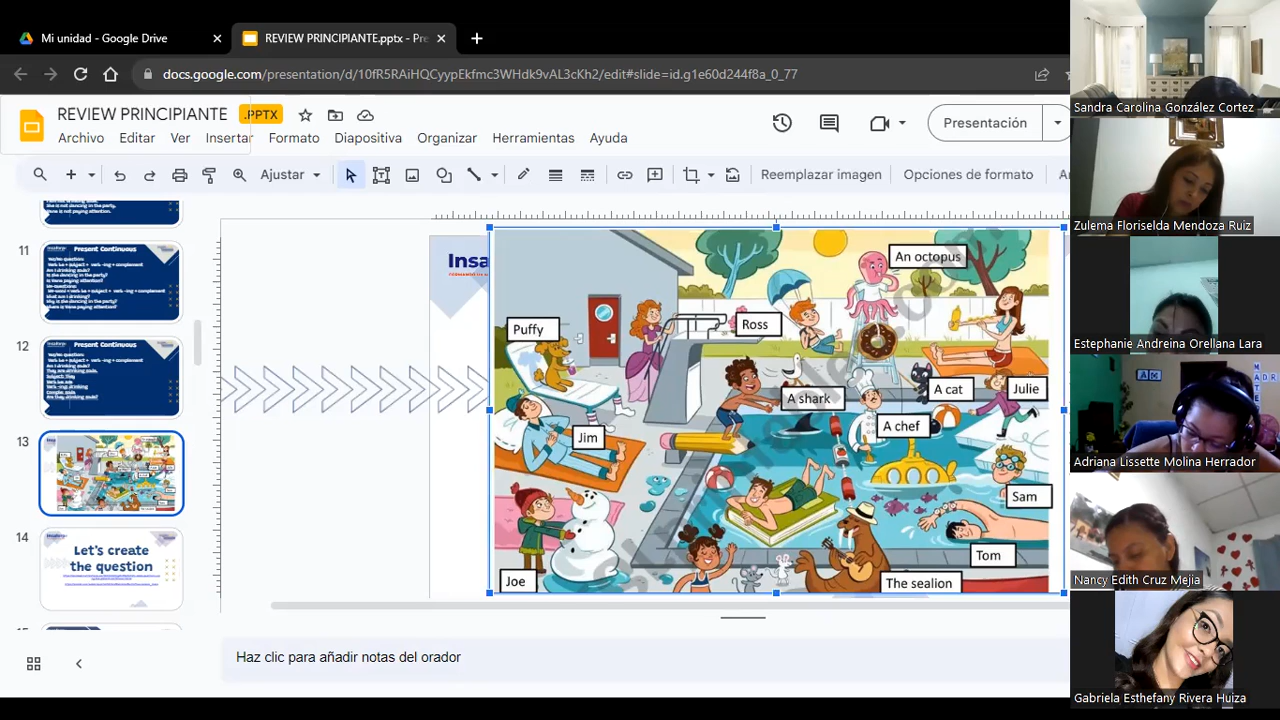 Mi unidad - Google Drive
REVIEW PRINCIPIANTE.pptx - Pre
docs.google.com/presentation/d/10fR5RAiHQCyypEkfmc3WHdk9vAL3cKh2/edit#slide=id.g1e60d244f8a_0_77
REVIEW PRINCIPIANTE .PPTX
Archivo Editar Ver Insertar Formato Diapositiva Organizar Herramientas Ayuda
Presentación
Ajustar
Reemplazar imagen Opciones de formato
11
Present Continuous
12
Present Continuous
13
14
Let's create
the question
Insa
An octopus
Puffy
Ross
A shark
A cat
Julie
Jim
A chef
Sam
Tom
Joe
The sealion
Haz clic para añadir notas del orador
Sandra Carolina González Cortez
Zulema Floriselda Mendoza Ruiz
Estephanie Andreina Orellana Lara
Adriana Lissette Molina Herrador
Nancy Edith Cruz Mejia
Gabriela Esthefany Rivera Huiza